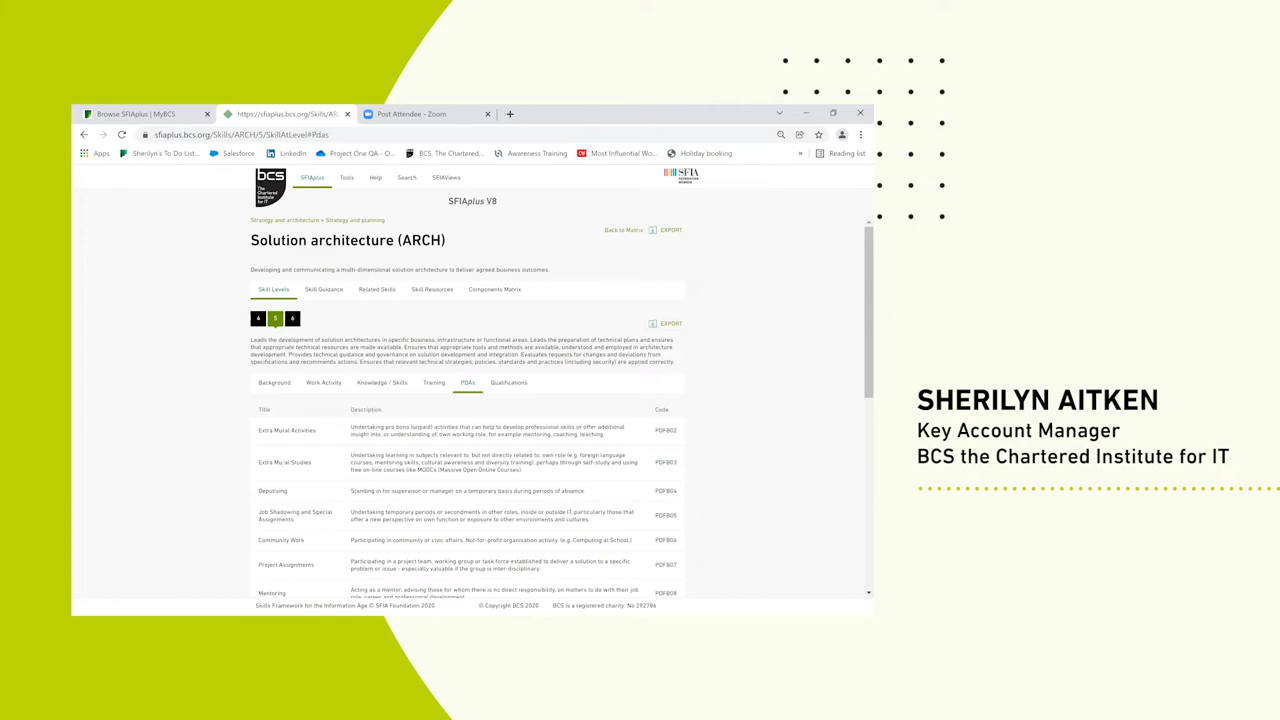 Browse SFIAplus | MyBCS
https://sfiaplus.bcs.org/Skills/AR
Post Attendee - Zoom
sfiaplus.bcs.org/Skills/ARCH/5/SkillAtLevel#Pdas
Apps
Sherilyn's To Do List...
Salesforce
LinkedIn
Project One QA - O...
BCS, The Chartered...
Awareness Training
Most Influential Wo...
Holiday booking
»
Reading list
bcs
The
Chartered
Institute
for IT
SFIAplus
Tools
Help
Search
SFIAViews
SFIA
FOUNDATION
MEMBER
SFIAplus V8
Strategy and architecture > Strategy and planning
Back to Matrix
EXPORT
Solution architecture (ARCH)
Developing and communicating a multi-dimensional solution architecture to deliver agreed business outcomes.
Skill Levels
Skill Guidance
Related Skills
Skill Resources
Components Matrix
4 5 6
EXPORT
Leads the development of solution architectures in specific business, infrastructure or functional areas. Leads the preparation of technical plans and ensures
that appropriate technical resources are made available. Ensures that appropriate tools and methods are available, understood and employed in architecture
development. Provides technical guidance and governance on solution development and integration. Evaluates requests for changes and deviations from
specifications and recommends actions. Ensures that relevant technical strategies, policies, standards and practices (including security) are applied correctly.
Background
Work Activity
Knowledge / Skills
Training
PDAs
Qualifications
Title
Description
Code
Extra Mural Activities
Undertaking pro bono (unpaid) activities that can help to develop professional skills or offer additional
insight into, or understanding of, own working role, for example mentoring, coaching, teaching.
PDFB02
Extra Mural Studies
Undertaking learning in subjects relevant to, but not directly related to, own role (e.g. foreign language
courses, mentoring skills, cultural awareness and diversity training), perhaps through self-study and using
free on-line courses like MOOCs (Massive Open Online Courses).
PDFB03
Deputising
Standing in for supervisor or manager on a temporary basis during periods of absence.
PDFB04
Job Shadowing and Special
Assignments
Undertaking temporary periods or secondments in other roles, inside or outside IT, particularly those that
offer a new perspective on own function or exposure to other environments and cultures.
PDFB05
Community Work
Participating in community or civic affairs. Not-for-profit organisation activity. (e.g. Computing at School.)
PDFB06
Project Assignments
Participating in a project team, working group or task force established to deliver a solution to a specific
problem or issue - especially valuable if the group is inter-disciplinary.
PDFB07
Mentoring
Acting as a mentor, advising those for whom there is no direct responsibility, on matters to do with their job
role, career and professional development.
PDFB08
Skills Framework for the Information Age © SFIA Foundation 2020
© Copyright BCS 2020
BCS is a registered charity: No 292786
SHERILYN AITKEN
Key Account Manager
BCS the Chartered Institute for IT